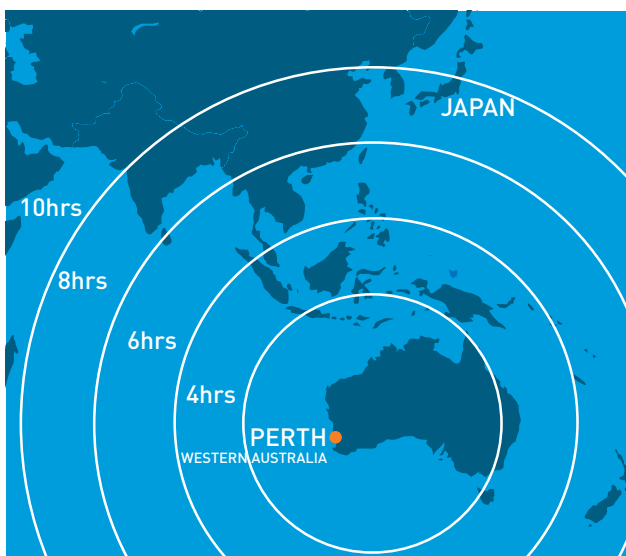 JAPAN
10hrs
8hrs
6hrs
4hrs
PERTH
WESTERN AUSTRALIA